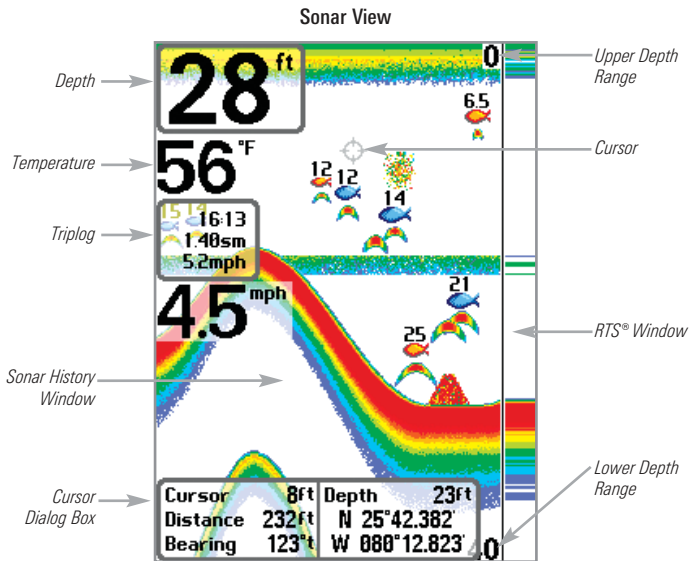 Sonar View
28 ft
0
Upper Depth
Range
Depth
6.5
56 °F
Cursor
Temperature
12 12
14
15 14
16:13
1.40sm
5.2mph
Triplog
4.5 mph
21
25
RTS® Window
Sonar History
Window
Cursor 8ft
Distance 232ft
Bearing 123°t
Depth 23ft
N 25°42.382'
W 080°12.823'
40
Cursor
Dialog Box
Lower Depth
Range